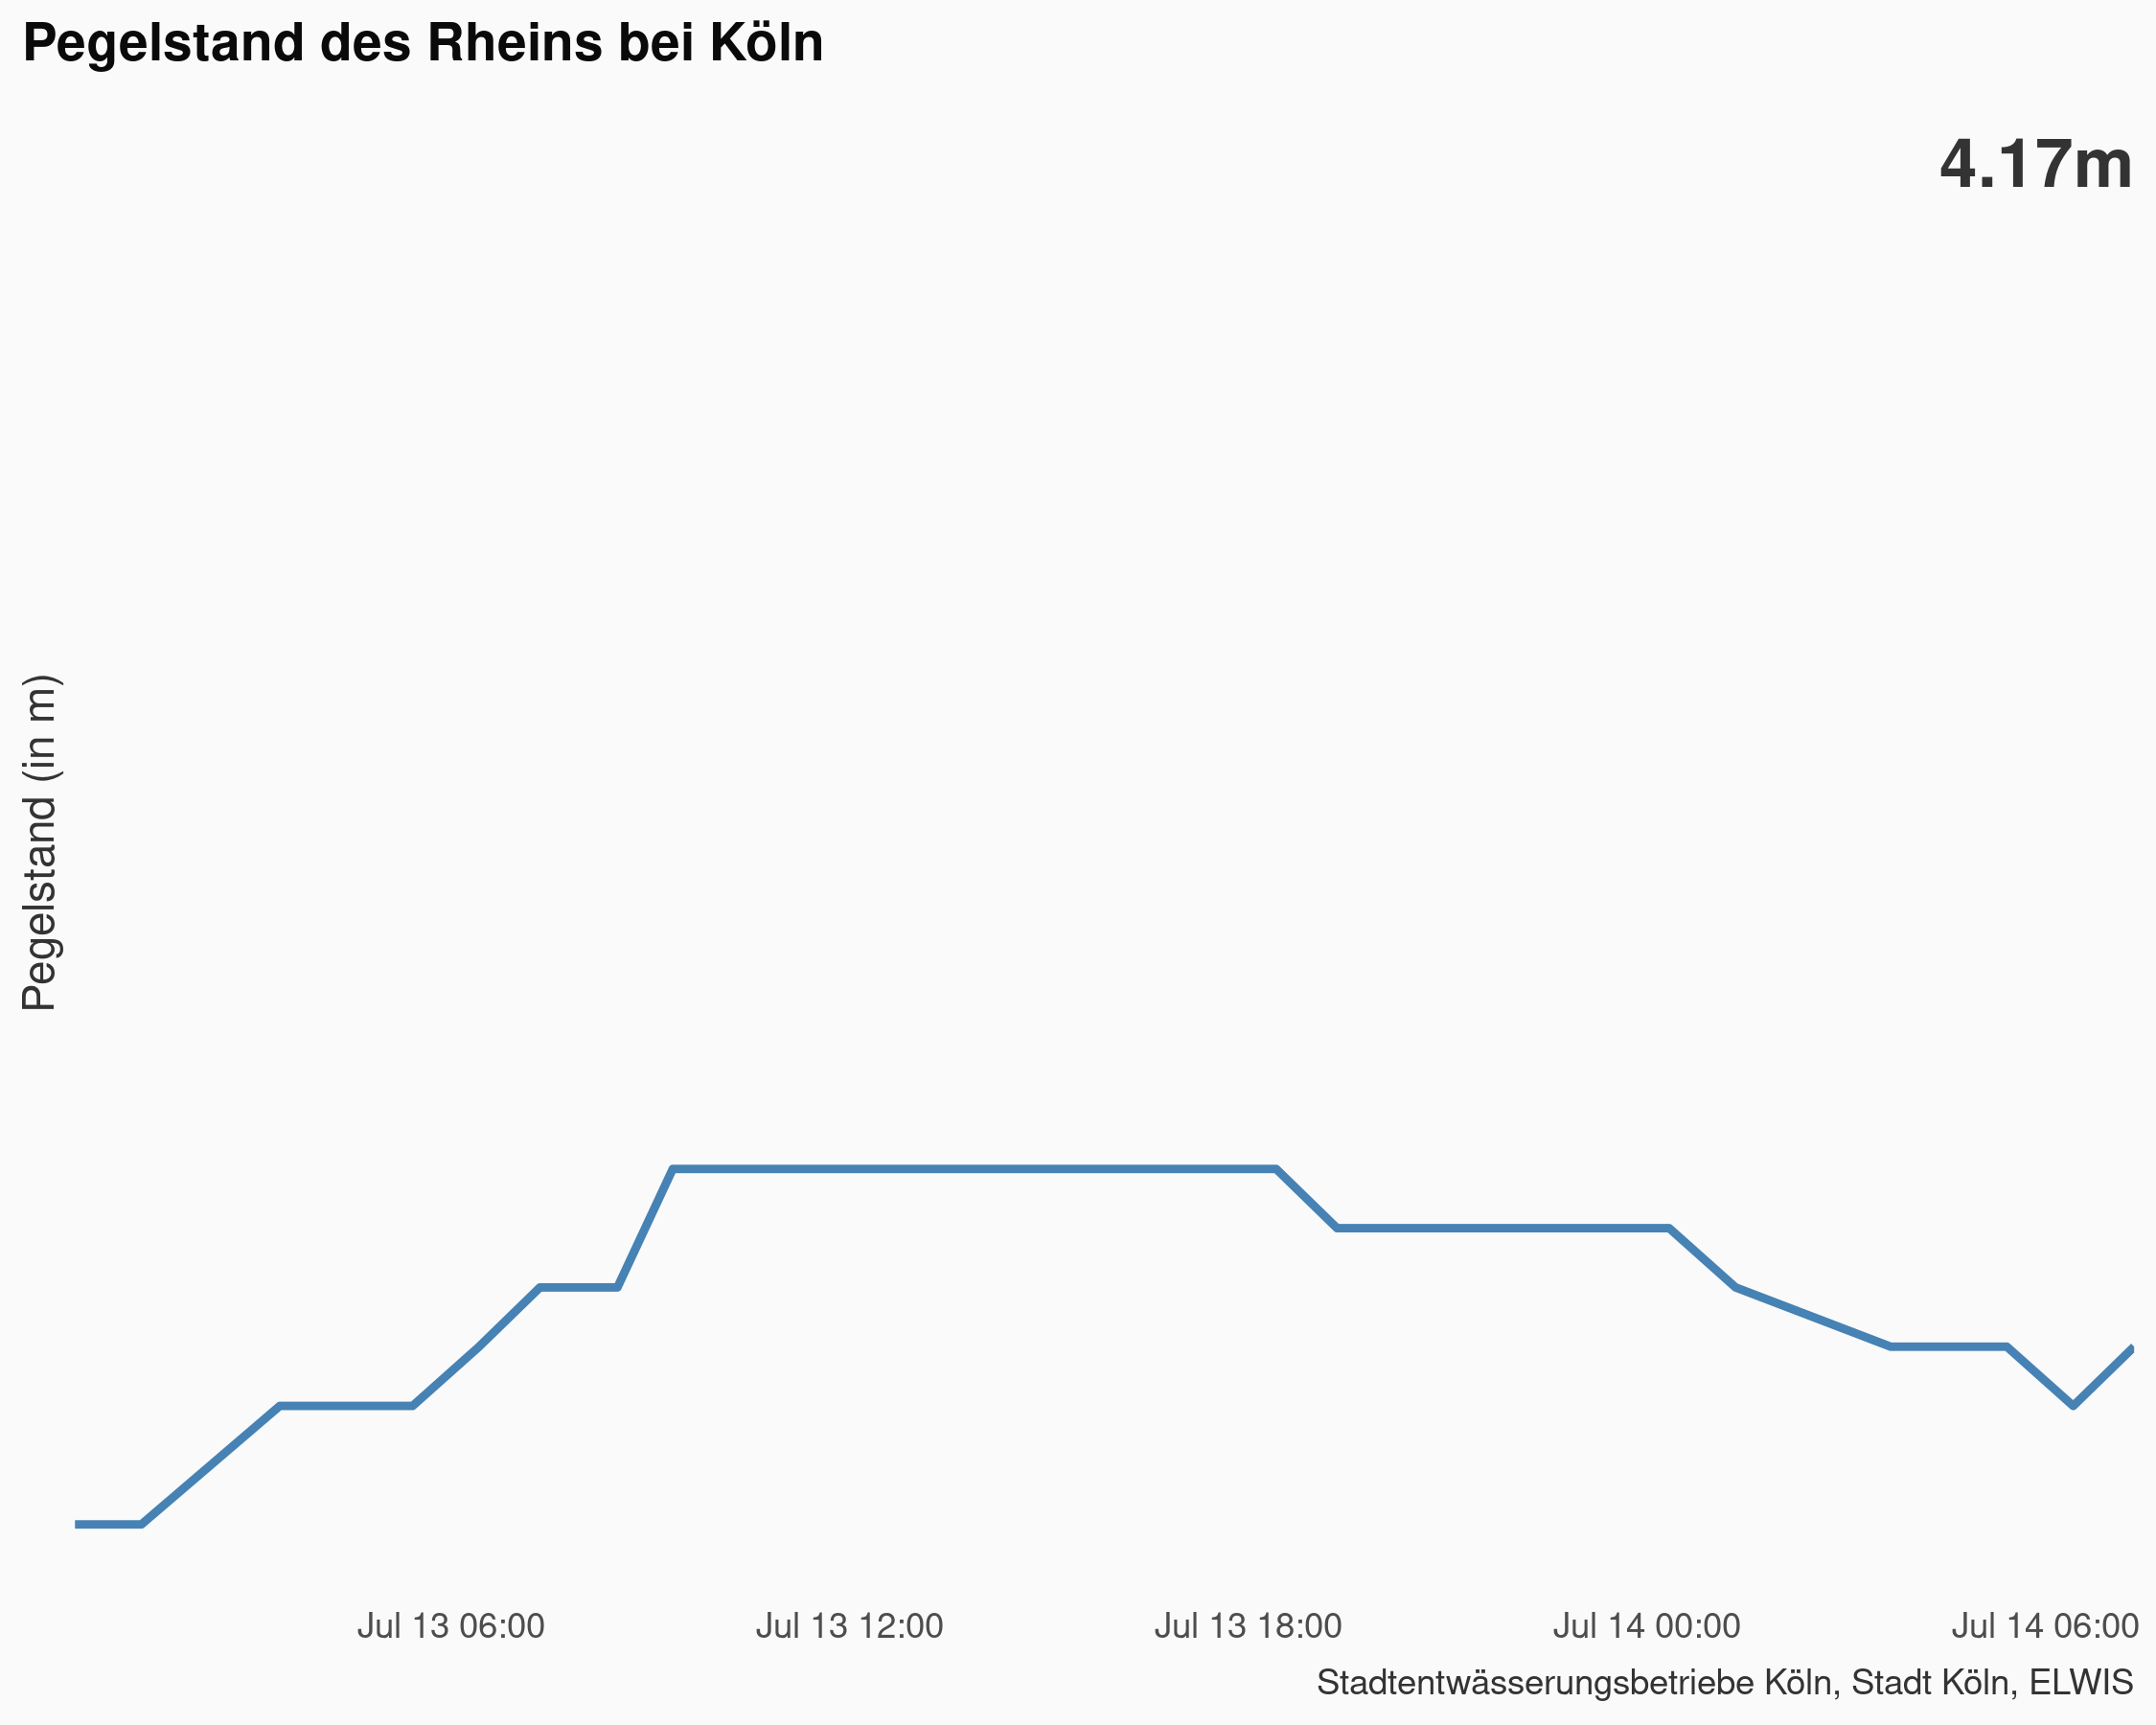 Pegelstand des Rheins bei Köln
4.17m
Pegelstand (in m)
Jul 13 06:00 Jul 13 12:00 Jul 13 18:00 Jul 14 00:00 Jul 14 06:00
Stadtentwässerungsbetriebe Köln, Stadt Köln, ELWIS